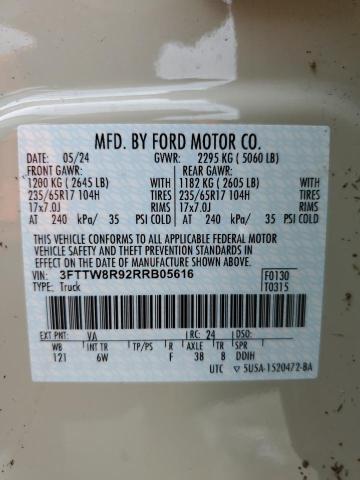 MFD. BY FORD MOTOR CO.
DATE: 05/24 GVWR: 2295 KG ( 5060 LB)
FRONT GAWR: REAR GAWR:
1200 KG ( 2645 LB) WITH 1182 KG ( 2605 LB) WITH
235/65R17 104H TIRES 235/65R17 104H TIRES
17x7.0J RIMS 17x7.0J RIMS
AT 240 kPa/ 35 PSI COLD AT 240 kPa/ 35 PSI COLD
THIS VEHICLE CONFORMS TO ALL APPLICABLE FEDERAL MOTOR
VEHICLE SAFETY AND THEFT PREVENTION STANDARDS IN
EFFECT ON THE DATE OF MANUFACTURE SHOWN ABOVE.
VIN: 3FTTW8R92RRB05616 F0130
TYPE: Truck T0315
EXT PNT: VA RC: 24 DSO:
WB INT TR TP/PS R AXLE TR SPR
121 6W F 38 8 DDIH
UTC 5U5A-1520472-BA